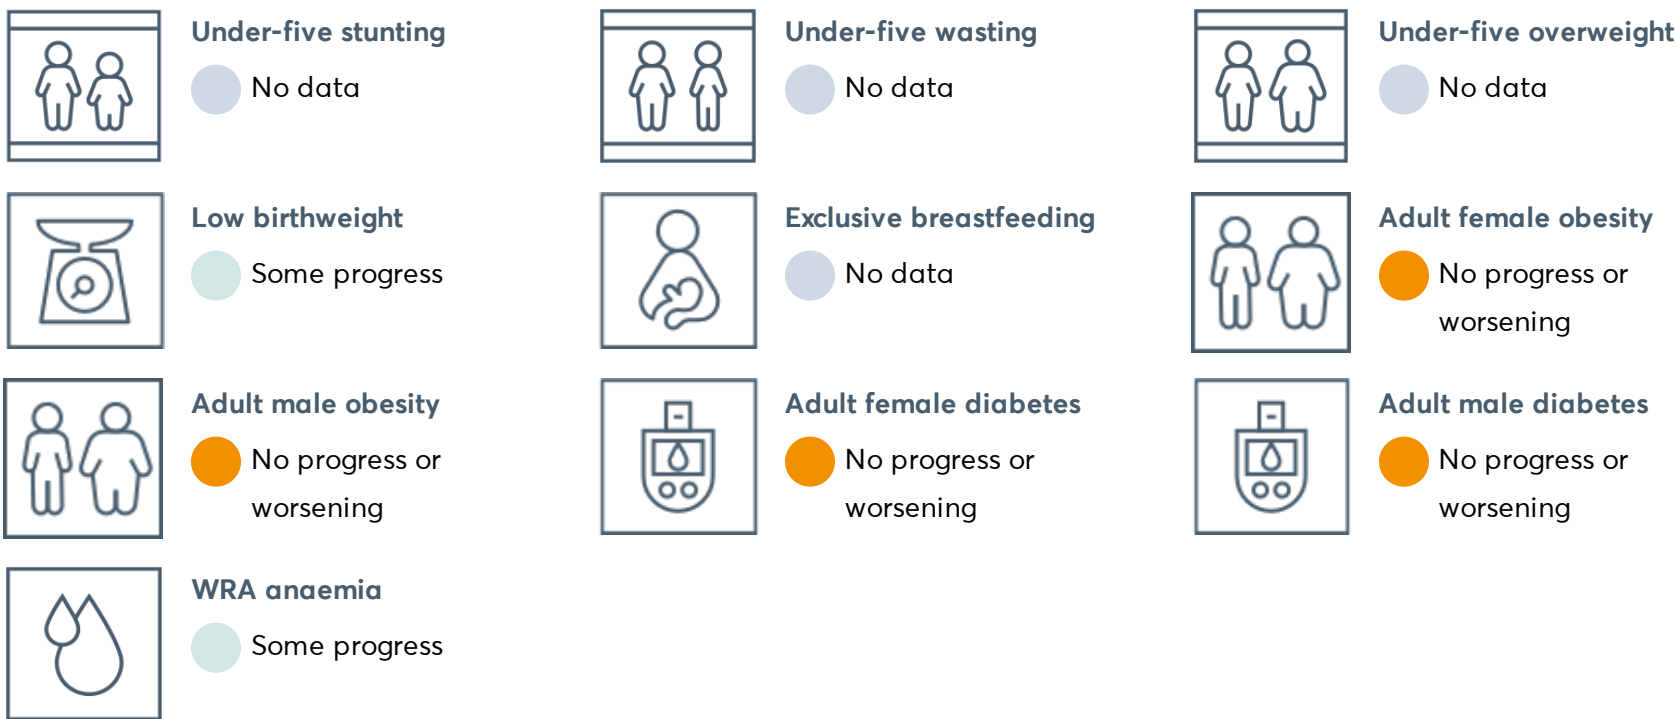 Under-five stunting
No data
Under-five wasting
No data
Under-five overweight
No data
Low birthweight
Some progress
Exclusive breastfeeding
No data
Adult female obesity
No progress or
worsening
Adult male obesity
No progress or
worsening
Adult female diabetes
No progress or
worsening
Adult male diabetes
No progress or
worsening
WRA anaemia
Some progress